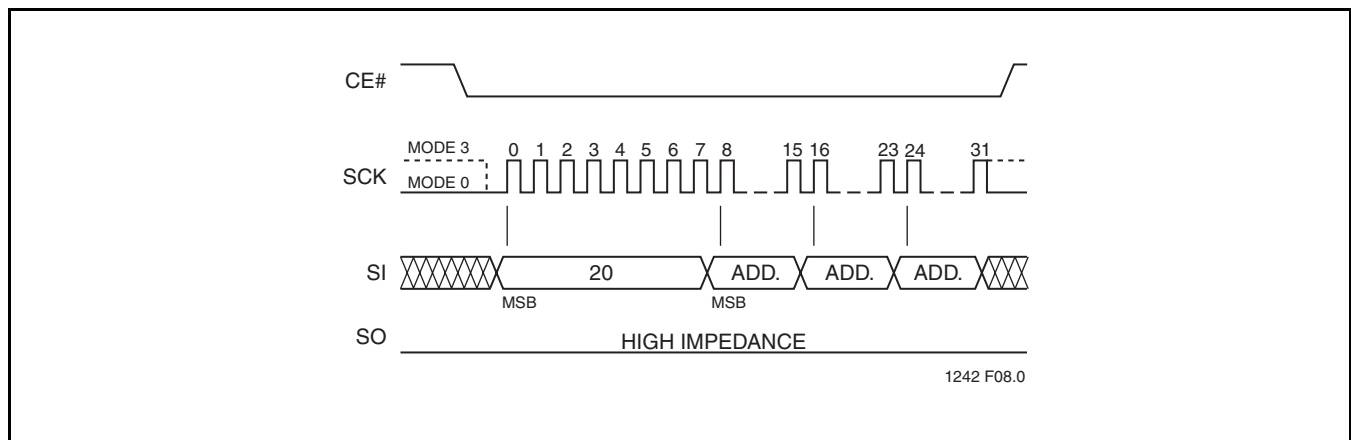 CE#
MODE 3
0 1 2 3 4 5 6 7 8 15 16 23 24 31
SCK
MODE 0
SI
20 ADD. ADD. ADD.
MSB MSB
SO
HIGH IMPEDANCE
1242 F08.0